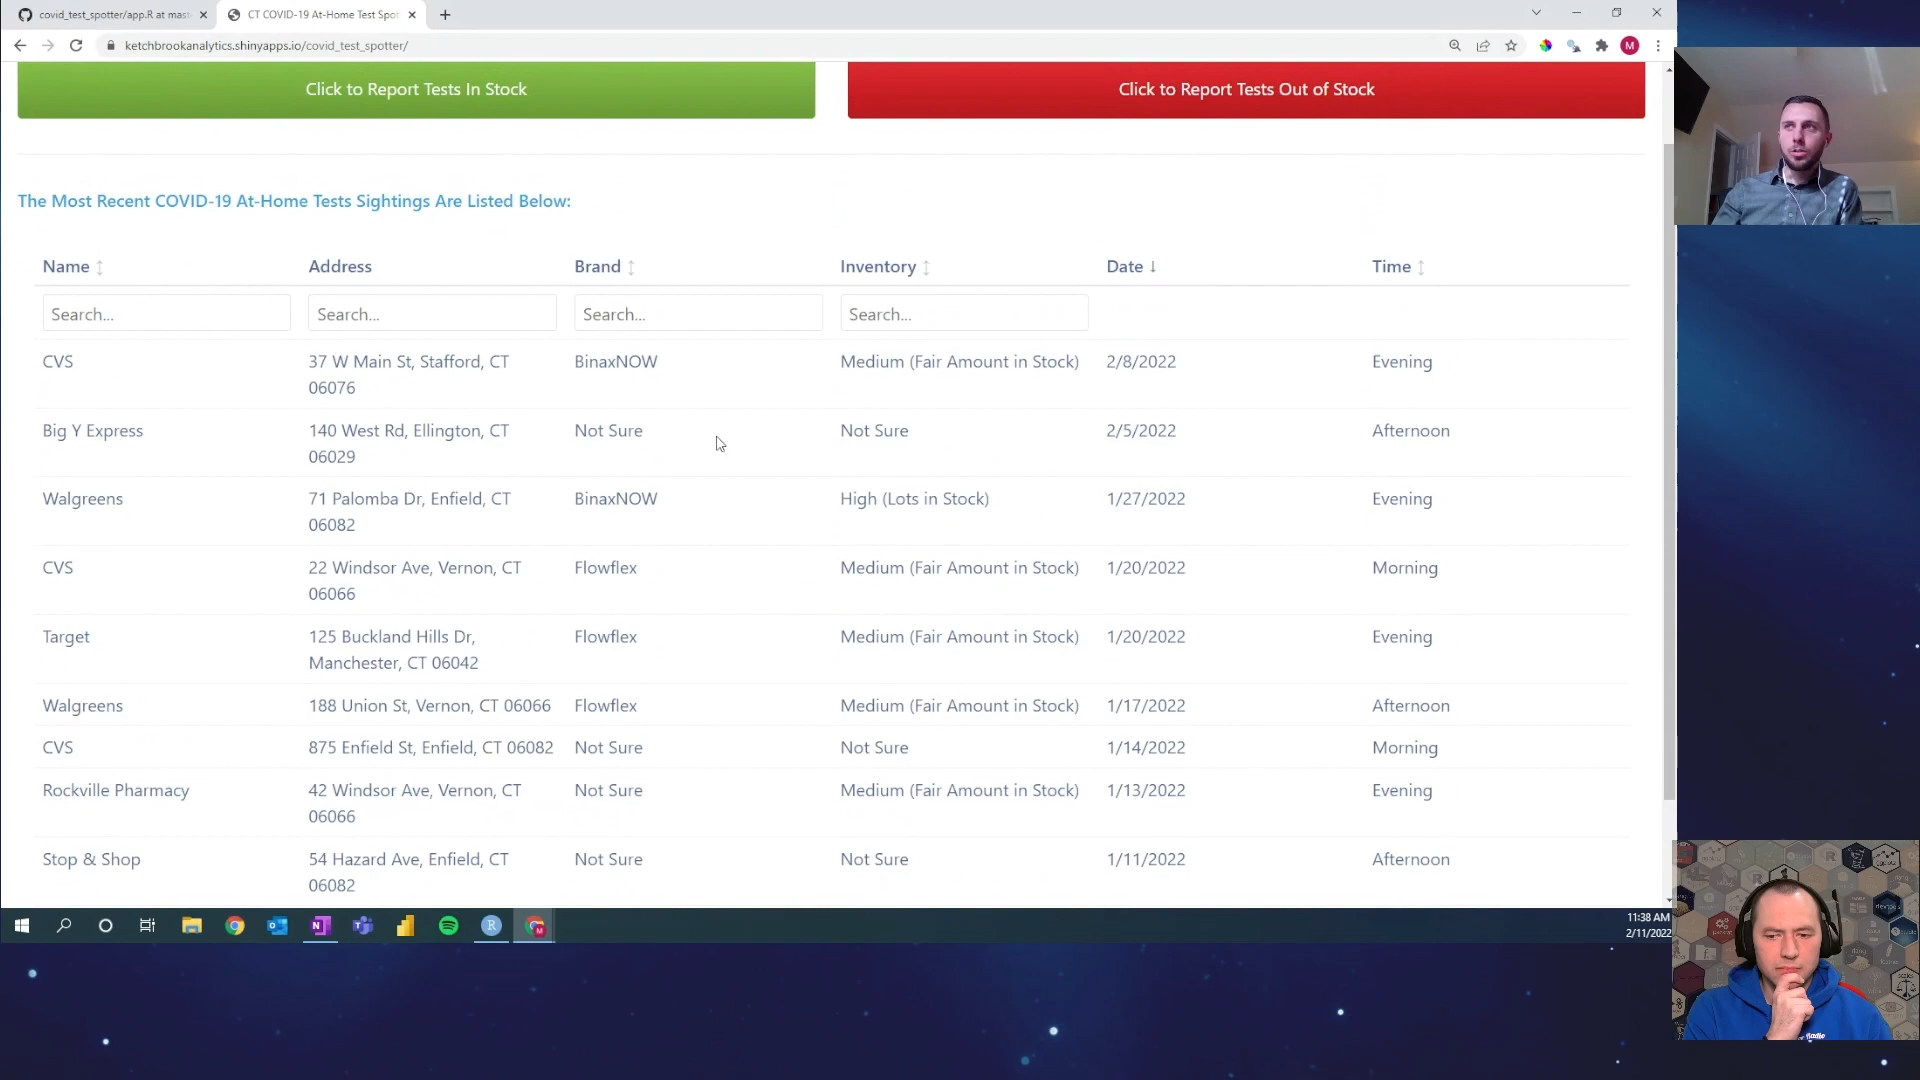 covid_test_spotter/app.R at mast
CT COVID-19 At-Home Test Spot
ketchbrookanalytics.shinyapps.io/covid_test_spotter/
M
Click to Report Tests In Stock
Click to Report Tests Out of Stock
The Most Recent COVID-19 At-Home Tests Sightings Are Listed Below:
Name Address Brand Inventory Date Time
Search... Search... Search... Search...
CVS 37 W Main St, Stafford, CT BinaxNOW Medium (Fair Amount in Stock) 2/8/2022 Evening
06076
Big Y Express 140 West Rd, Ellington, CT Not Sure Not Sure 2/5/2022 Afternoon
06029
Walgreens 71 Palomba Dr, Enfield, CT BinaxNOW High (Lots in Stock) 1/27/2022 Evening
06082
CVS 22 Windsor Ave, Vernon, CT Flowflex Medium (Fair Amount in Stock) 1/20/2022 Morning
06066
Target 125 Buckland Hills Dr, Flowflex Medium (Fair Amount in Stock) 1/20/2022 Evening
Manchester, CT 06042
Walgreens 188 Union St, Vernon, CT 06066 Flowflex Medium (Fair Amount in Stock) 1/17/2022 Afternoon
CVS 875 Enfield St, Enfield, CT 06082 Not Sure Not Sure 1/14/2022 Morning
Rockville Pharmacy 42 Windsor Ave, Vernon, CT Not Sure Medium (Fair Amount in Stock) 1/13/2022 Evening
06066
Stop & Shop 54 Hazard Ave, Enfield, CT Not Sure Not Sure 1/11/2022 Afternoon
06082
11:38 AM
2/11/2022